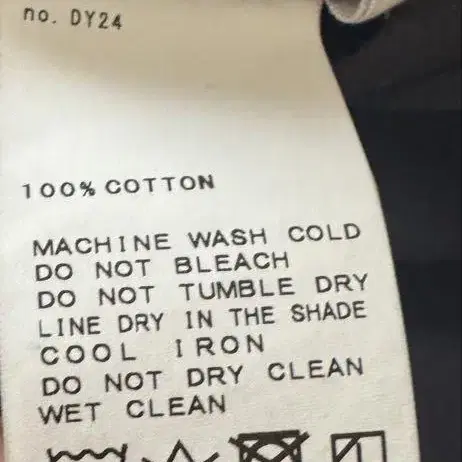 no. DY24
100% COTTON
MACHINE WASH COLD
DO NOT BLEACH
DO NOT TUMBLE DRY
LINE DRY IN THE SHADE
COOL IRON
DO NOT DRY CLEAN
WET CLEAN